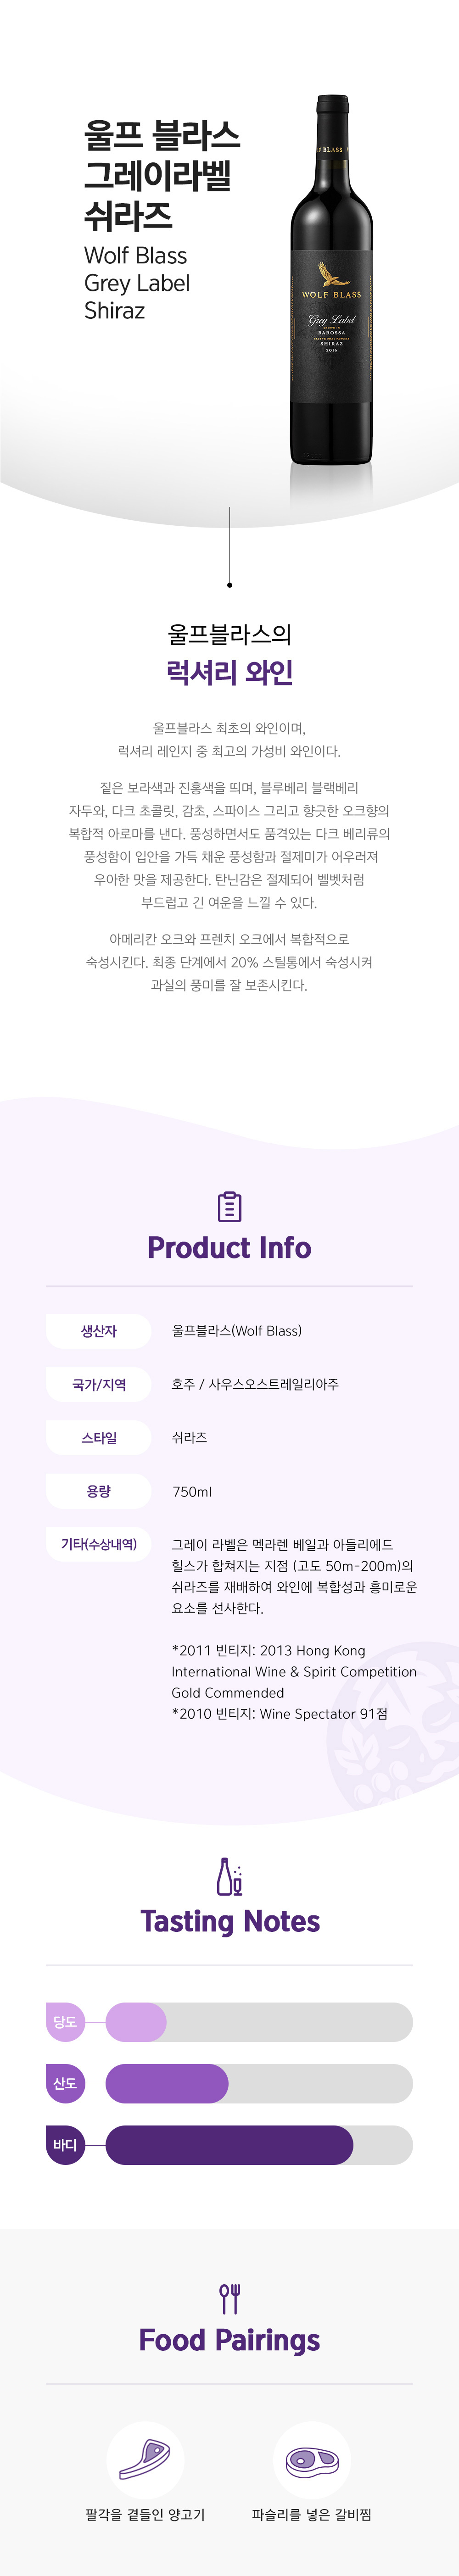 울프 블라스
그레이라벨
쉬라즈
Wolf Blass
Grey Label
Shiraz
F BLASS
WOLF BLASS
Grey Label
BAROSSA
SHIRAZ
2016
울프블라스의
럭셔리 와인
울프블라스 최초의 와인이며,
럭셔리 레인지 중 최고의 가성비 와인이다.
짙은 보라색과 진홍색을 띠며, 블루베리 블랙베리
자두와, 다크 초콜릿, 감초, 스파이스 그리고 향긋한 오크향의
복합적 아로마를 낸다. 풍성하면서도 품격있는 다크 베리류의
풍성함이 입안을 가득 채운 풍성함과 절제미가 어우러져
우아한 맛을 제공한다. 타닌감은 절제되어 벨벳처럼
부드럽고 긴 여운을 느낄 수 있다.
아메리칸 오크와 프렌치 오크에서 복합적으로
숙성시킨다. 최종 단계에서 20% 스틸통에서 숙성시켜
과실의 풍미를 잘 보존시킨다.
Product Info
생산자 울프블라스(Wolf Blass)
국가/지역 호주 / 사우스오스트레일리아주
스타일 쉬라즈
용량 750ml
기타(수상내역) 그레이 라벨은 멕라렌 베일과 아들리에드
힐스가 합쳐지는 지점 (고도 50m-200m)의
쉬라즈를 재배하여 와인에 복합성과 흥미로운
요소를 선사한다.
*2011 빈티지: 2013 Hong Kong
International Wine & Spirit Competition
Gold Commended
*2010 빈티지: Wine Spectator 91점
Tasting Notes
당도
산도
바디
Food Pairings
팔각을 곁들인 양고기 파슬리를 넣은 갈비찜